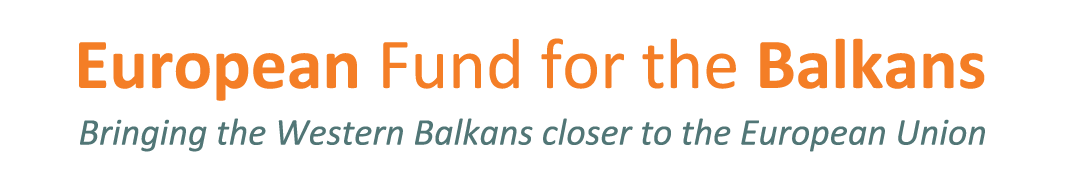 European Fund for the Balkans
Bringing the Western Balkans closer to the European Union